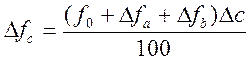 Δf_c = (f_0 + Δf_a + Δf_b)Δc / 100